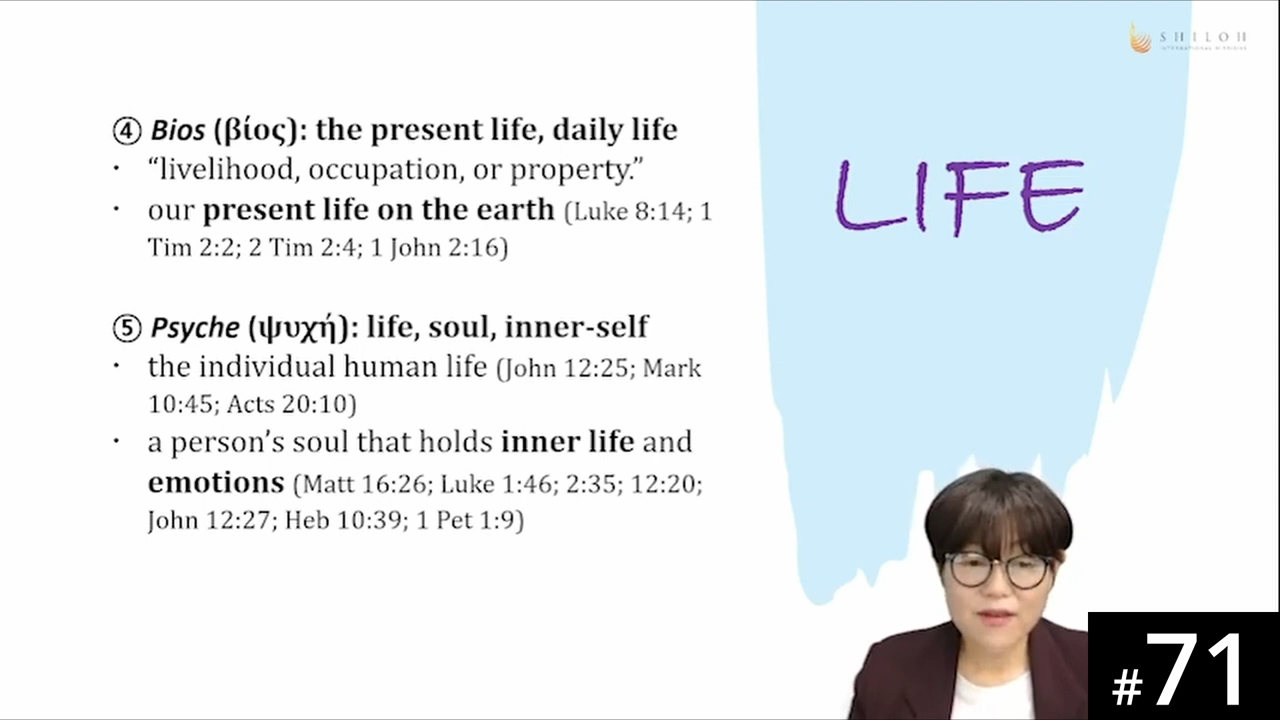 SHILOH
INTERNATIONAL MISSIONS
④ Bios (βίος): the present life, daily life
· “livelihood, occupation, or property.”
· our present life on the earth (Luke 8:14; 1
Tim 2:2; 2 Tim 2:4; 1 John 2:16)
LIFE
⑤ Psyche (ψυχή): life, soul, inner-self
· the individual human life (John 12:25; Mark
10:45; Acts 20:10)
· a person’s soul that holds inner life and
emotions (Matt 16:26; Luke 1:46; 2:35; 12:20;
John 12:27; Heb 10:39; 1 Pet 1:9)
#71